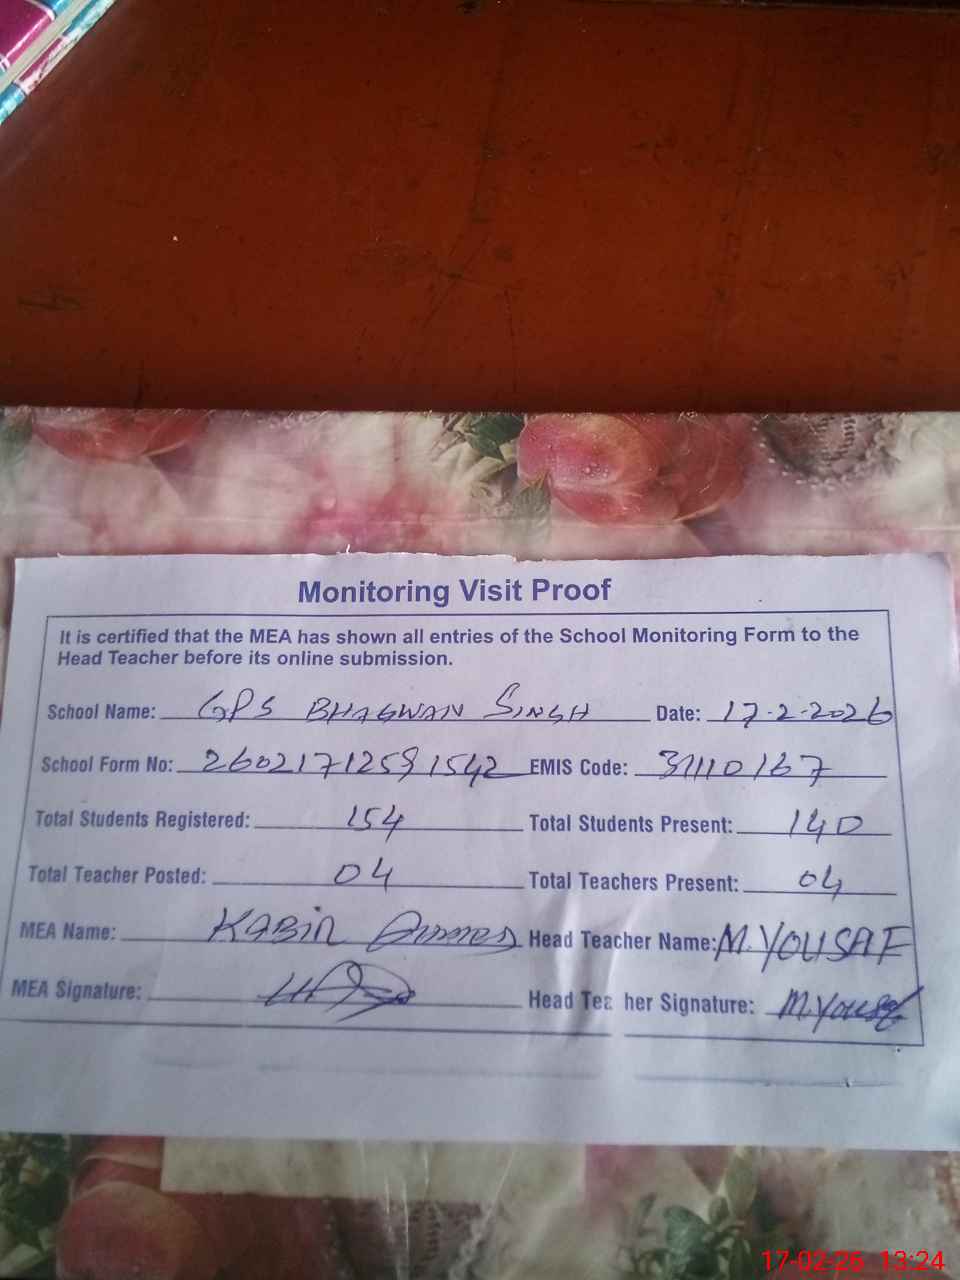 Monitoring Visit Proof
It is certified that the MEA has shown all entries of the School Monitoring Form to the
Head Teacher before its online submission.
School Name: GPS BHAGWAN SINGH Date: 17-2-2026
School Form No: 26021712591542 EMIS Code: 31110167
Total Students Registered: 154 Total Students Present: 140
Total Teacher Posted: 04 Total Teachers Present: 04
MEA Name: KABIR Head Teacher Name: M. YOUSAF
MEA Signature: Head Tea her Signature: M. Yousaf
17-02-26 13:24